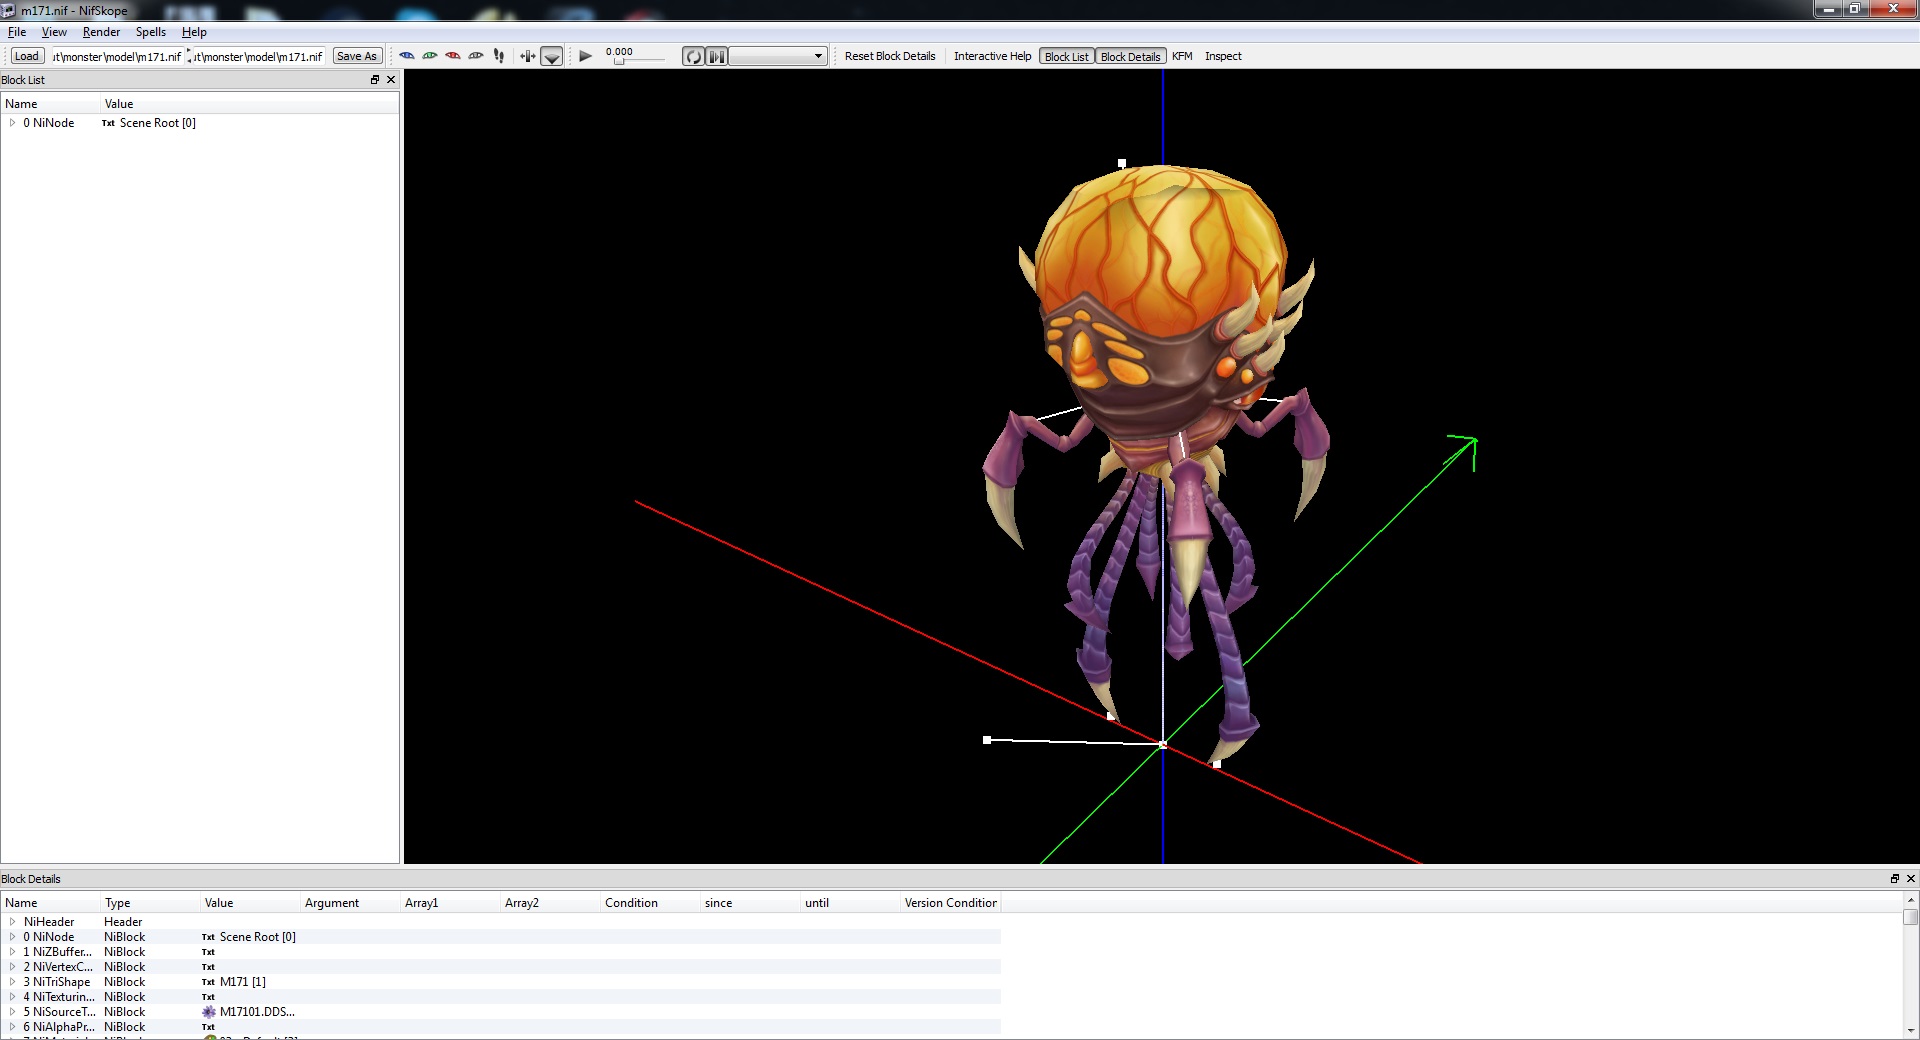 m171.nif - NifSkope
File View Render Spells Help
Load ut\monster\model\m171.nif ut\monster\model\m171.nif Save As 0.000 Reset Block Details Interactive Help Block List Block Details KFM Inspect
Block List
Name Value
0 NiNode Txt Scene Root [0]
Block Details
Name Type Value Argument Array1 Array2 Condition since until Version Condition
NiHeader Header
0 NiNode NiBlock Txt Scene Root [0]
1 NiZBuffer... NiBlock Txt
2 NiVertexC... NiBlock Txt
3 NiTriShape NiBlock Txt M171 [1]
4 NiTexturin... NiBlock Txt
5 NiSourceT... NiBlock M17101.DDS...
6 NiAlphaPr... NiBlock Txt